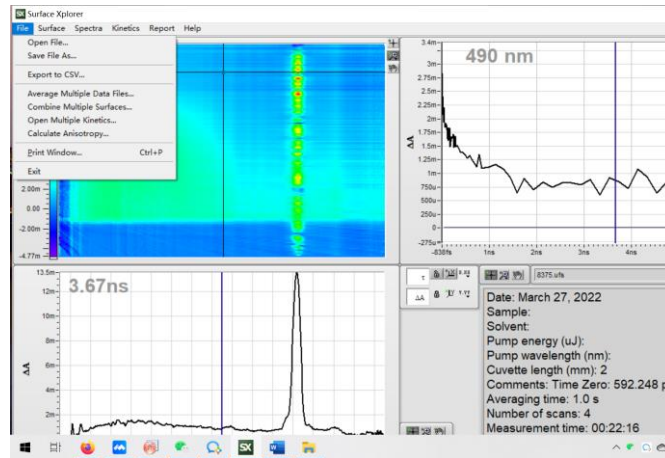 Surface Xplorer
File Surface Spectra Kinetics Report Help
Open File...
Save File As...
Export to CSV...
Average Multiple Data Files...
Combine Multiple Surfaces...
Open Multiple Kinetics...
Calculate Anisotropy...
Print Window... Ctrl+P
Exit
2.00m
0.00
-2.00m
-4.77m
490 nm
3.4m
3m
2.75m
2.5m
2.25m
2m
1.75m
1.5m
1.25m
1m
750u
500u
250u
0
-275u
ΔA
-838fs 1ns 2ns 3ns 4ns
3.67ns
13.5m
12m
10m
8m
6m
4m
2m
ΔA
τ
ΔA
8375.ufs
Date: March 27, 2022
Sample:
Solvent:
Pump energy (uJ):
Pump wavelength (nm):
Cuvette length (mm): 2
Comments: Time Zero: 592.248 p
Averaging time: 1.0 s
Number of scans: 4
Measurement time: 00:22:16
SX
W